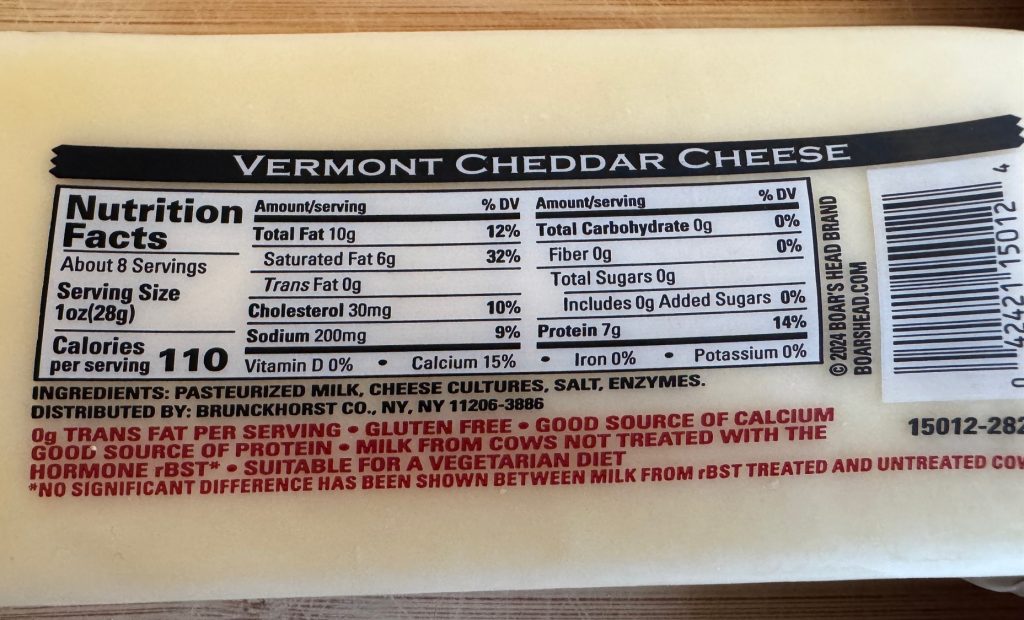 VERMONT CHEDDAR CHEESE
Nutrition
Facts
About 8 Servings
Serving Size
1oz(28g)
Calories
per serving 110
Amount/serving % DV
Total Fat 10g 12%
Saturated Fat 6g 32%
Trans Fat 0g
Cholesterol 30mg 10%
Sodium 200mg 9%
Amount/serving % DV
Total Carbohydrate 0g 0%
Fiber 0g 0%
Total Sugars 0g
Includes 0g Added Sugars 0%
Protein 7g 14%
Vitamin D 0% • Calcium 15% • Iron 0% • Potassium 0%
©2024 BOAR'S HEAD BRAND
BOARSHEAD.COM
0 42421 15012 4
15012-282
INGREDIENTS: PASTEURIZED MILK, CHEESE CULTURES, SALT, ENZYMES.
DISTRIBUTED BY: BRUNCKHORST CO., NY, NY 11206-3886
0g TRANS FAT PER SERVING • GLUTEN FREE • GOOD SOURCE OF CALCIUM
GOOD SOURCE OF PROTEIN • MILK FROM COWS NOT TREATED WITH THE
HORMONE rBST* • SUITABLE FOR A VEGETARIAN DIET
*NO SIGNIFICANT DIFFERENCE HAS BEEN SHOWN BETWEEN MILK FROM rBST TREATED AND UNTREATED